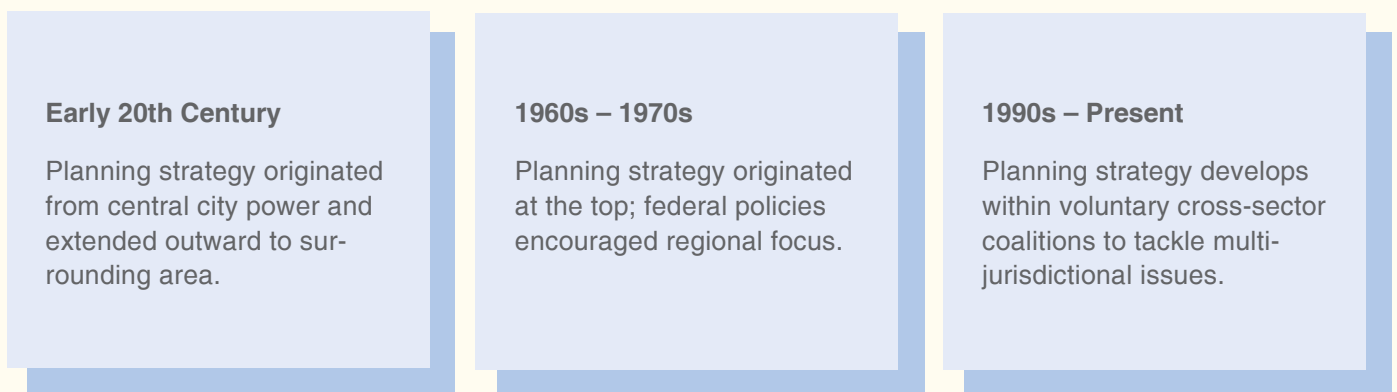 Early 20th Century
Planning strategy originated
from central city power and
extended outward to sur-
rounding area.
1960s – 1970s
Planning strategy originated
at the top; federal policies
encouraged regional focus.
1990s – Present
Planning strategy develops
within voluntary cross-sector
coalitions to tackle multi-
jurisdictional issues.